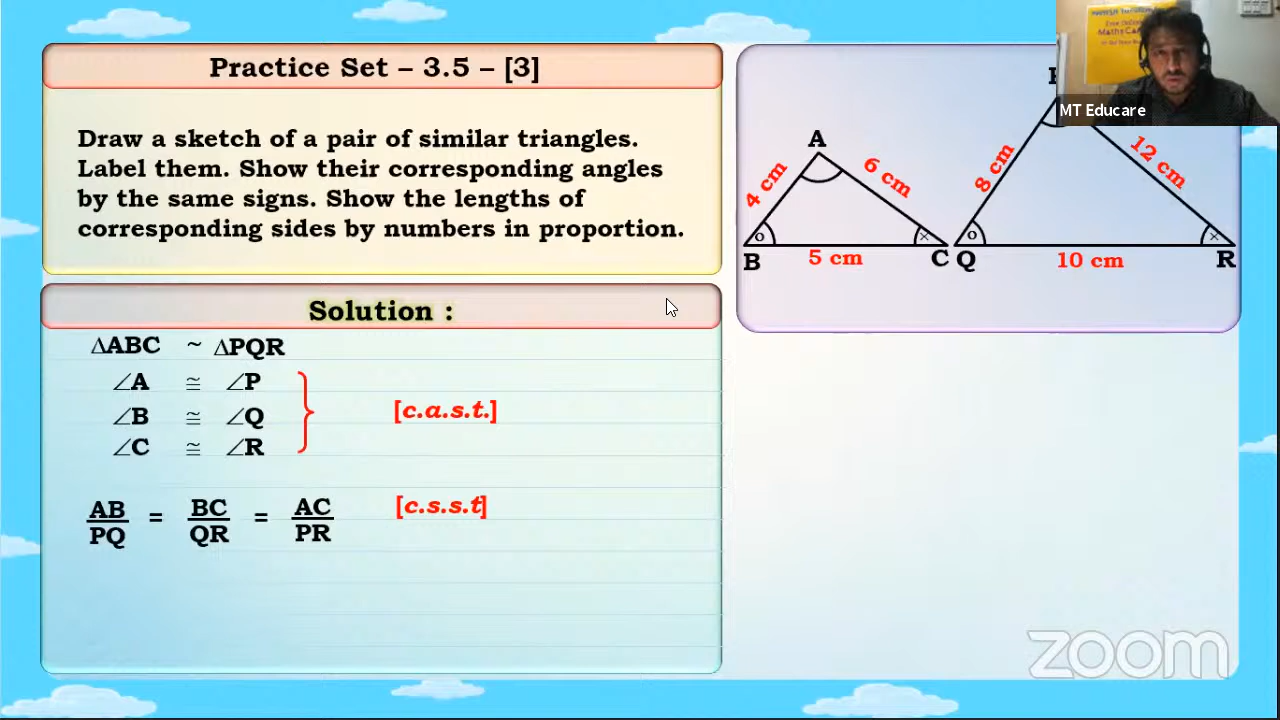 Practice Set – 3.5 – [3]
Draw a sketch of a pair of similar triangles.
Label them. Show their corresponding angles
by the same signs. Show the lengths of
corresponding sides by numbers in proportion.
Solution :
∆ABC ~ ∆PQR
∠A ≅ ∠P
∠B ≅ ∠Q
∠C ≅ ∠R
[c.a.s.t.]
AB/PQ = BC/QR = AC/PR
[c.s.s.t]
A
4 cm
6 cm
B
5 cm
C
8 cm
12 cm
Q
10 cm
R
o
×
o
×
MT Educare
zoom